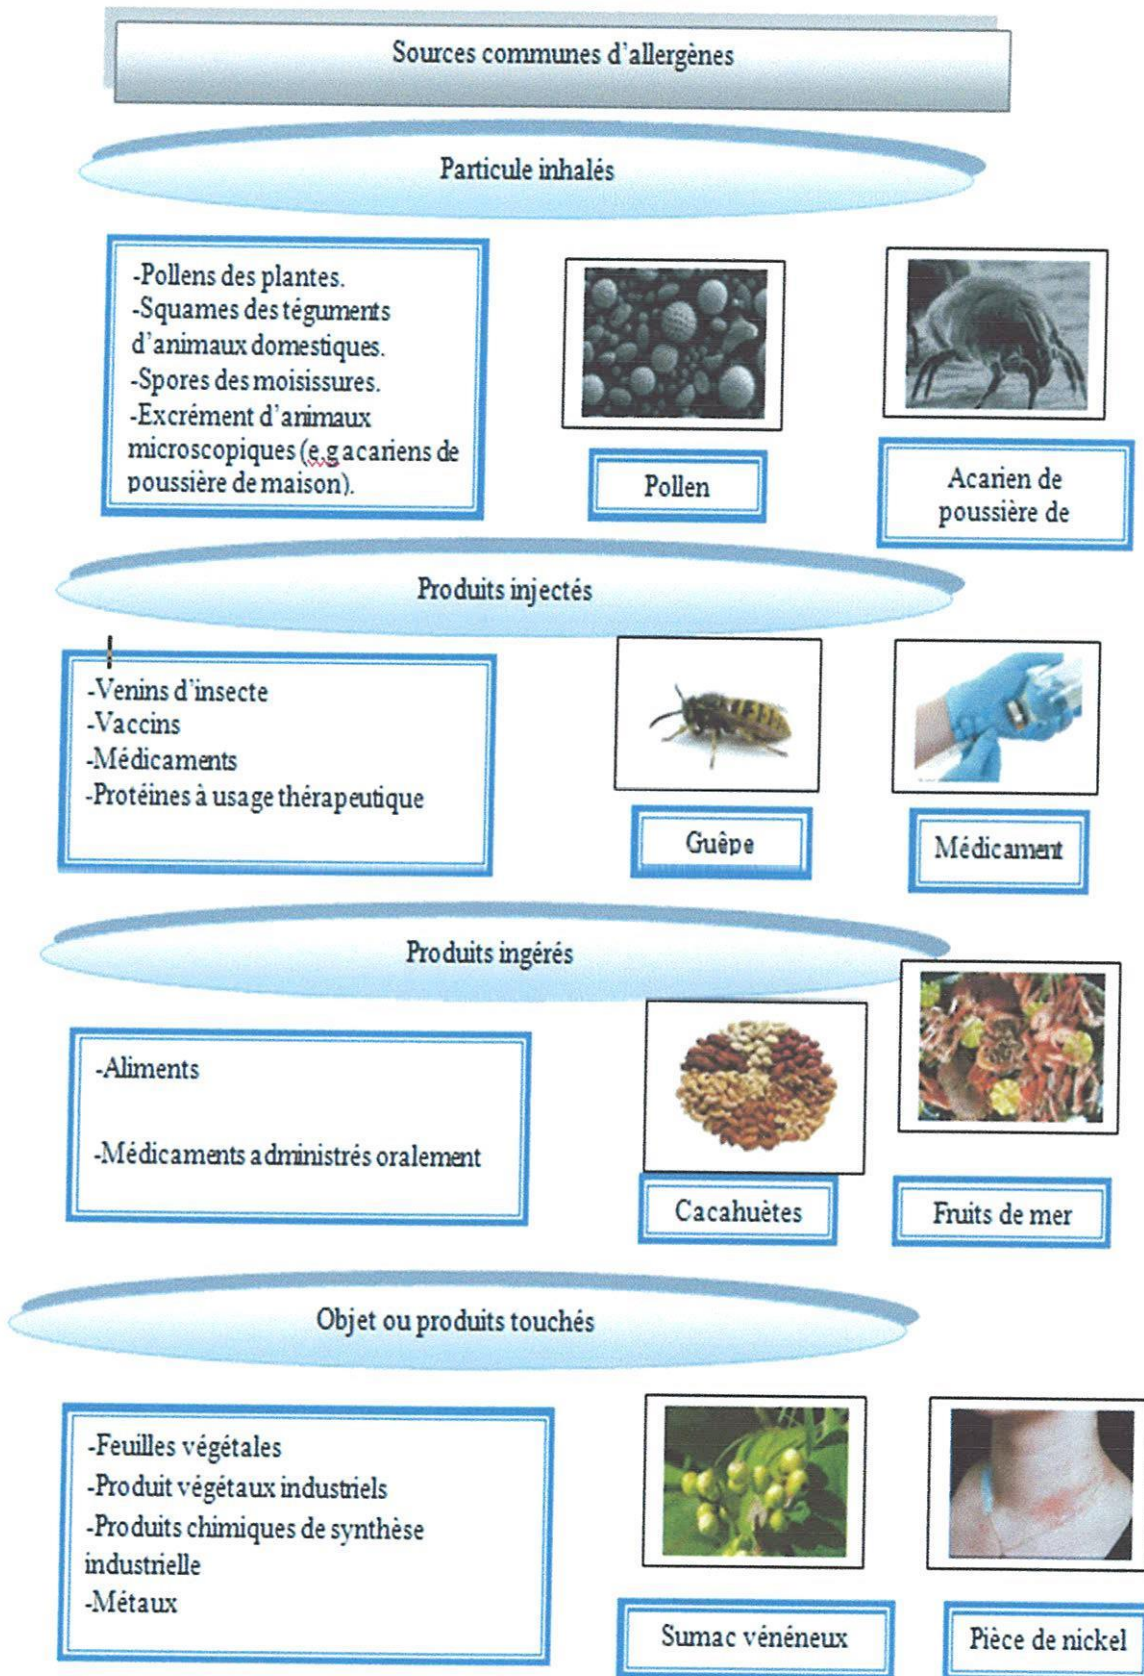 Sources communes d'allergènes
Particule inhalés
-Pollens des plantes.
-Squames des téguments
d'animaux domestiques.
-Spores des moisissures.
-Excrément d'animaux
microscopiques (e.g acariens de
poussière de maison).
Pollen
Acarien de
poussière de
Produits injectés
-Venins d'insecte
-Vaccins
-Médicaments
-Protéines à usage thérapeutique
Guêpe
Médicament
Produits ingérés
-Aliments
-Médicaments administrés oralement
Cacahuètes
Fruits de mer
Objet ou produits touchés
-Feuilles végétales
-Produit végétaux industriels
-Produits chimiques de synthèse
industrielle
-Métaux
Sumac vénéneux
Pièce de nickel